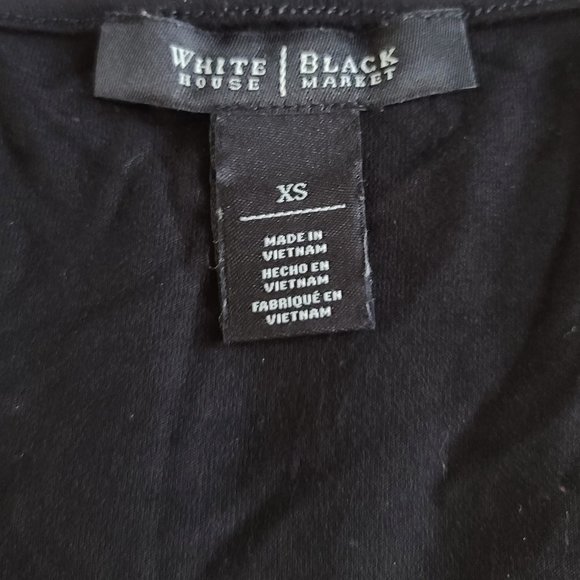 WHITE | BLACK
HOUSE | MARKET
XS
MADE IN
VIETNAM
HECHO EN
VIETNAM
FABRIQUÉ EN
VIETNAM